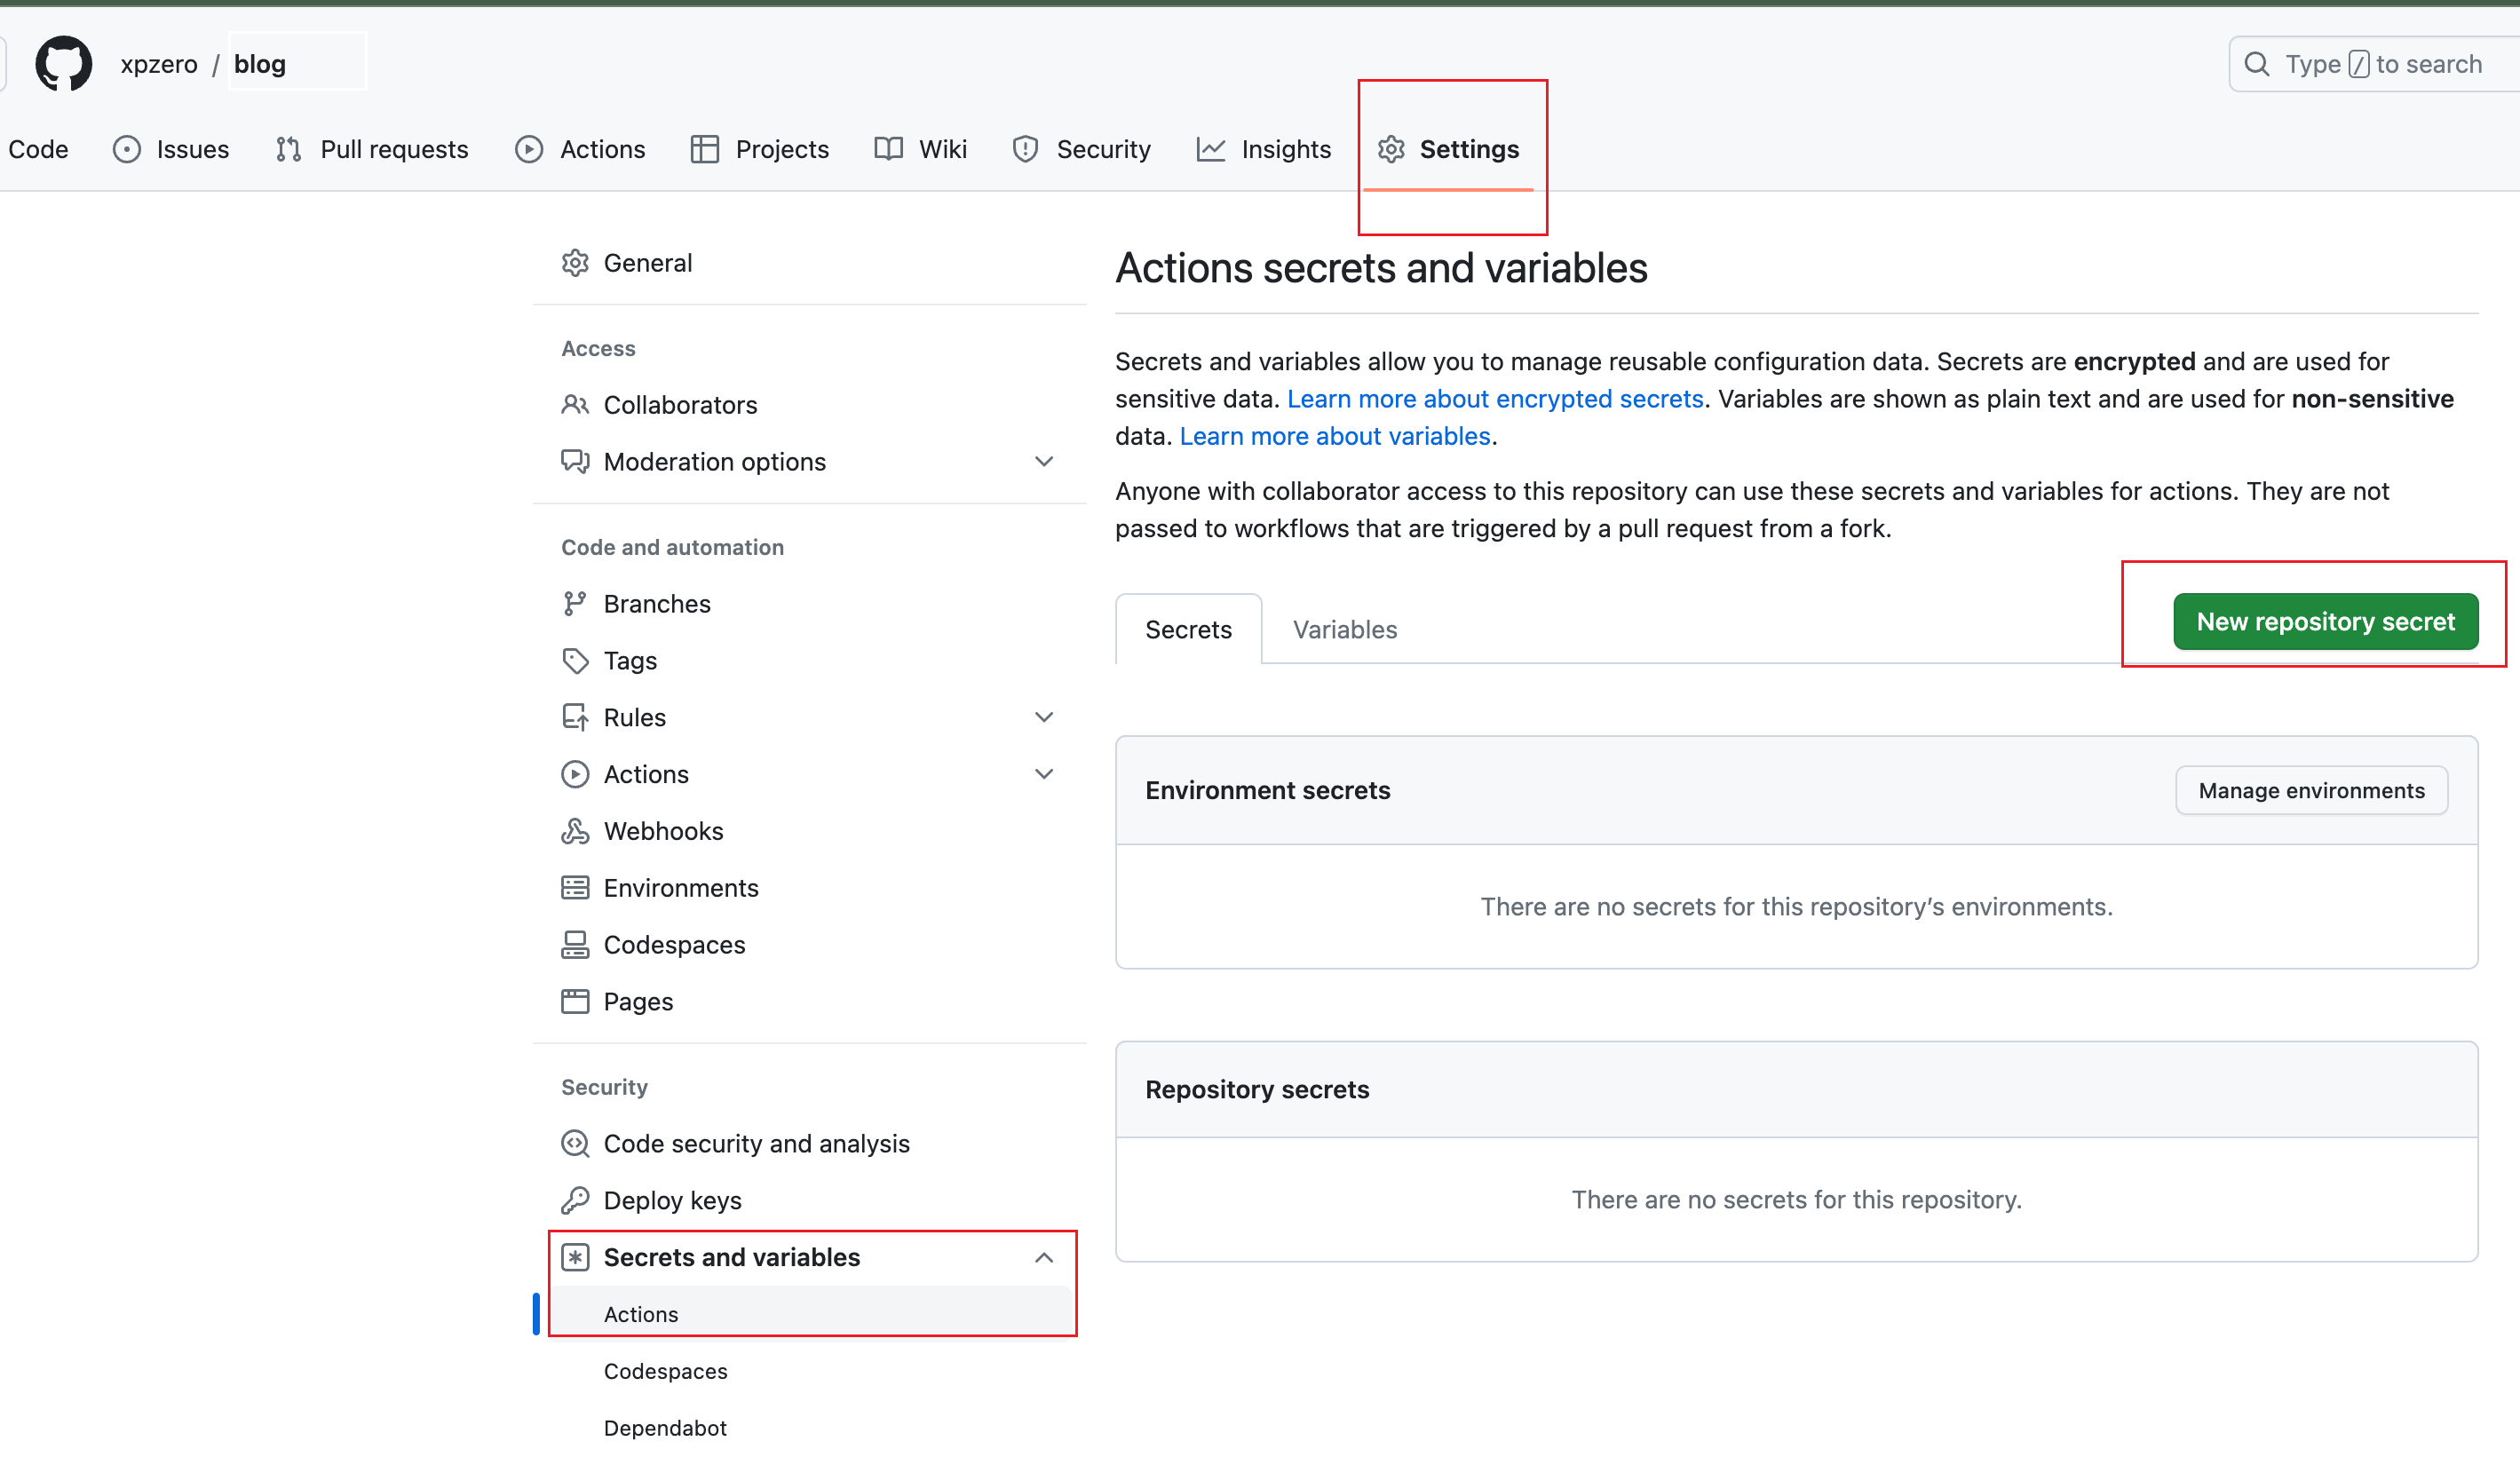 xpzero / blog
Type / to search
Code Issues Pull requests Actions Projects Wiki Security Insights Settings
General
Access
Collaborators
Moderation options
Code and automation
Branches
Tags
Rules
Actions
Webhooks
Environments
Codespaces
Pages
Security
Code security and analysis
Deploy keys
Secrets and variables
Actions
Codespaces
Dependabot
Actions secrets and variables
Secrets and variables allow you to manage reusable configuration data. Secrets are encrypted and are used for
sensitive data. Learn more about encrypted secrets. Variables are shown as plain text and are used for non-sensitive
data. Learn more about variables.
Anyone with collaborator access to this repository can use these secrets and variables for actions. They are not
passed to workflows that are triggered by a pull request from a fork.
Secrets Variables New repository secret
Environment secrets Manage environments
There are no secrets for this repository’s environments.
Repository secrets
There are no secrets for this repository.